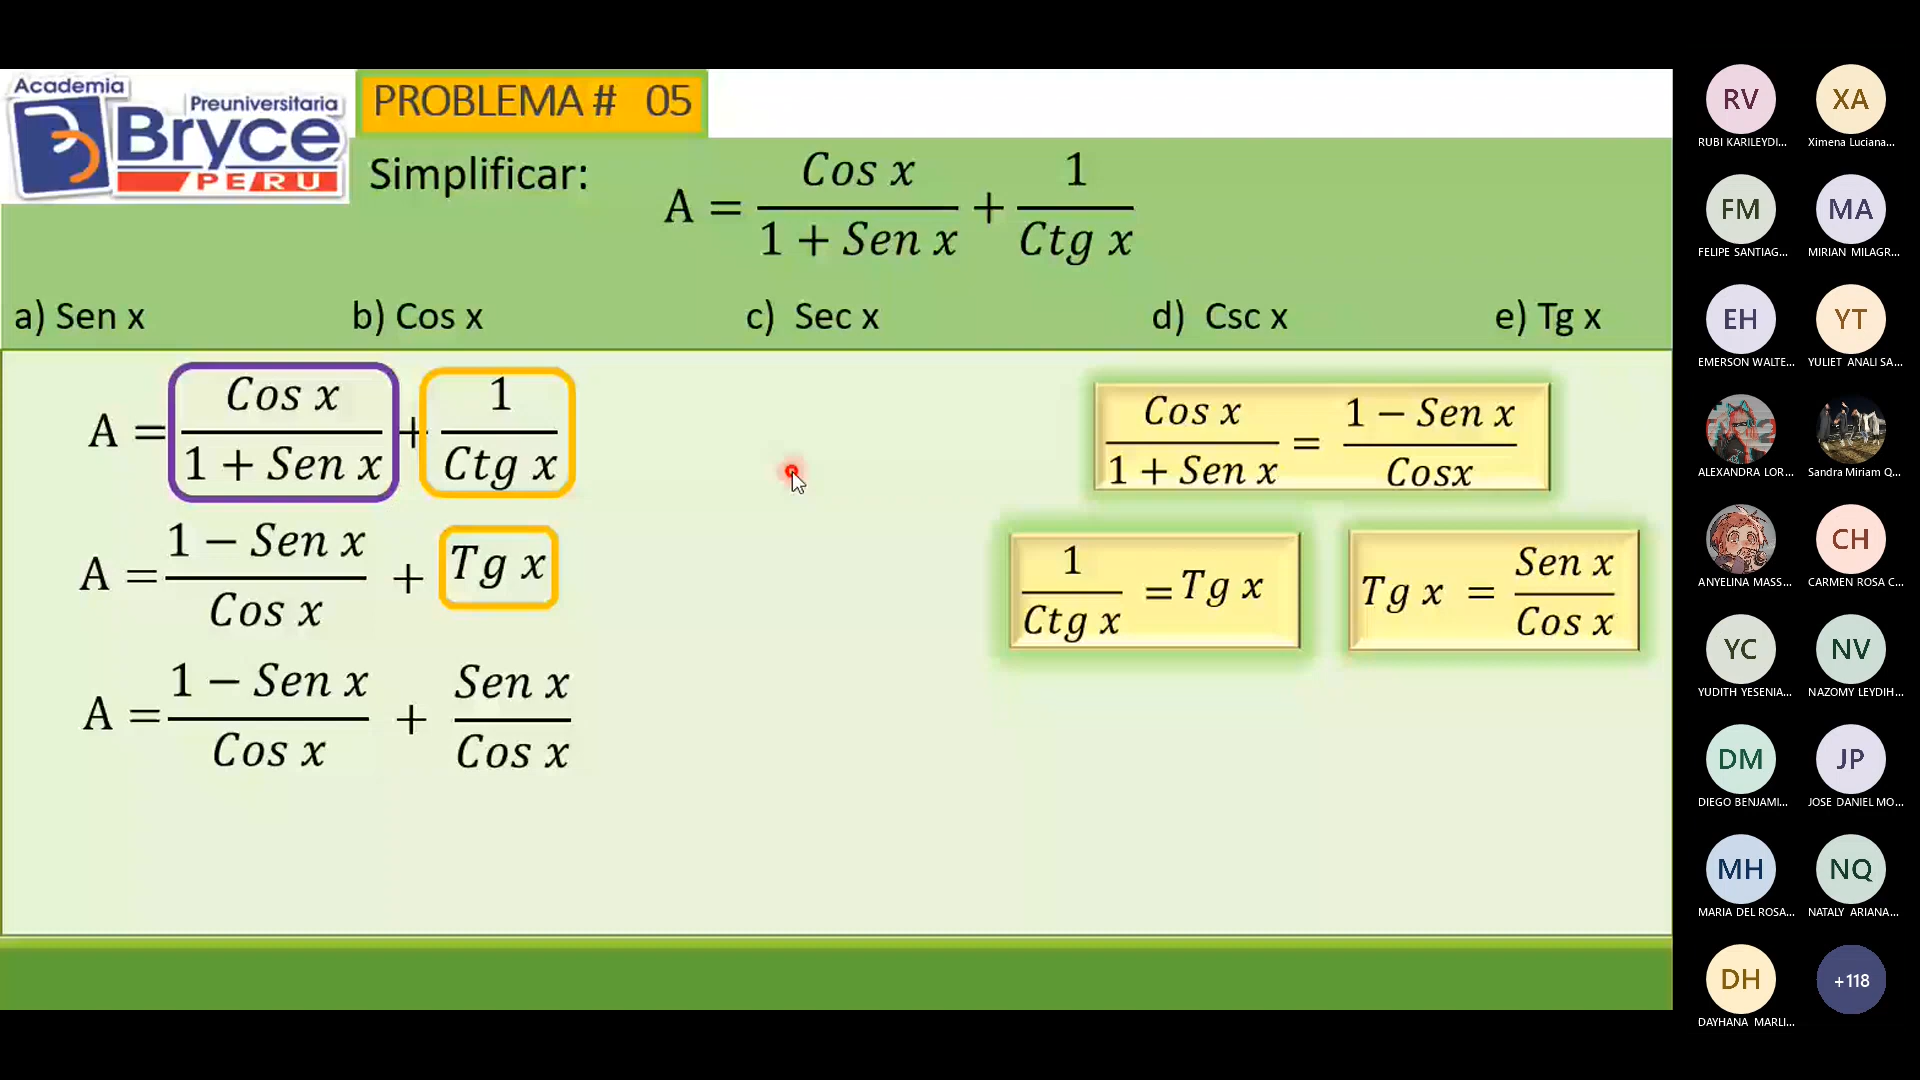 Academia
Preuniversitaria
Bryce
PERU
PROBLEMA # 05
Simplificar:
A = Cos x / 1 + Sen x + 1 / Ctg x
a) Sen x b) Cos x c) Sec x d) Csc x e) Tg x
A = Cos x / 1 + Sen x + 1 / Ctg x
A = 1 − Sen x / Cos x + Tg x
A = 1 − Sen x / Cos x + Sen x / Cos x
Cos x / 1 + Sen x = 1 − Sen x / Cosx
1 / Ctg x = Tg x
Tg x = Sen x / Cos x
RV
RUBI KARILEYDI...
XA
Ximena Luciana...
FM
FELIPE SANTIAG...
MA
MIRIAN MILAGR...
EH
EMERSON WALTE...
YT
YULIET ANALI SA...
ALEXANDRA LOR...
Sandra Miriam Q...
ANYELINA MASS...
CH
CARMEN ROSA C...
YC
YUDITH YESENIA...
NV
NAZOMY LEYDIH...
DM
DIEGO BENJAMI...
JP
JOSE DANIEL MO...
MH
MARIA DEL ROSA...
NQ
NATALY ARIANA...
DH
DAYHANA MARLI...
+118